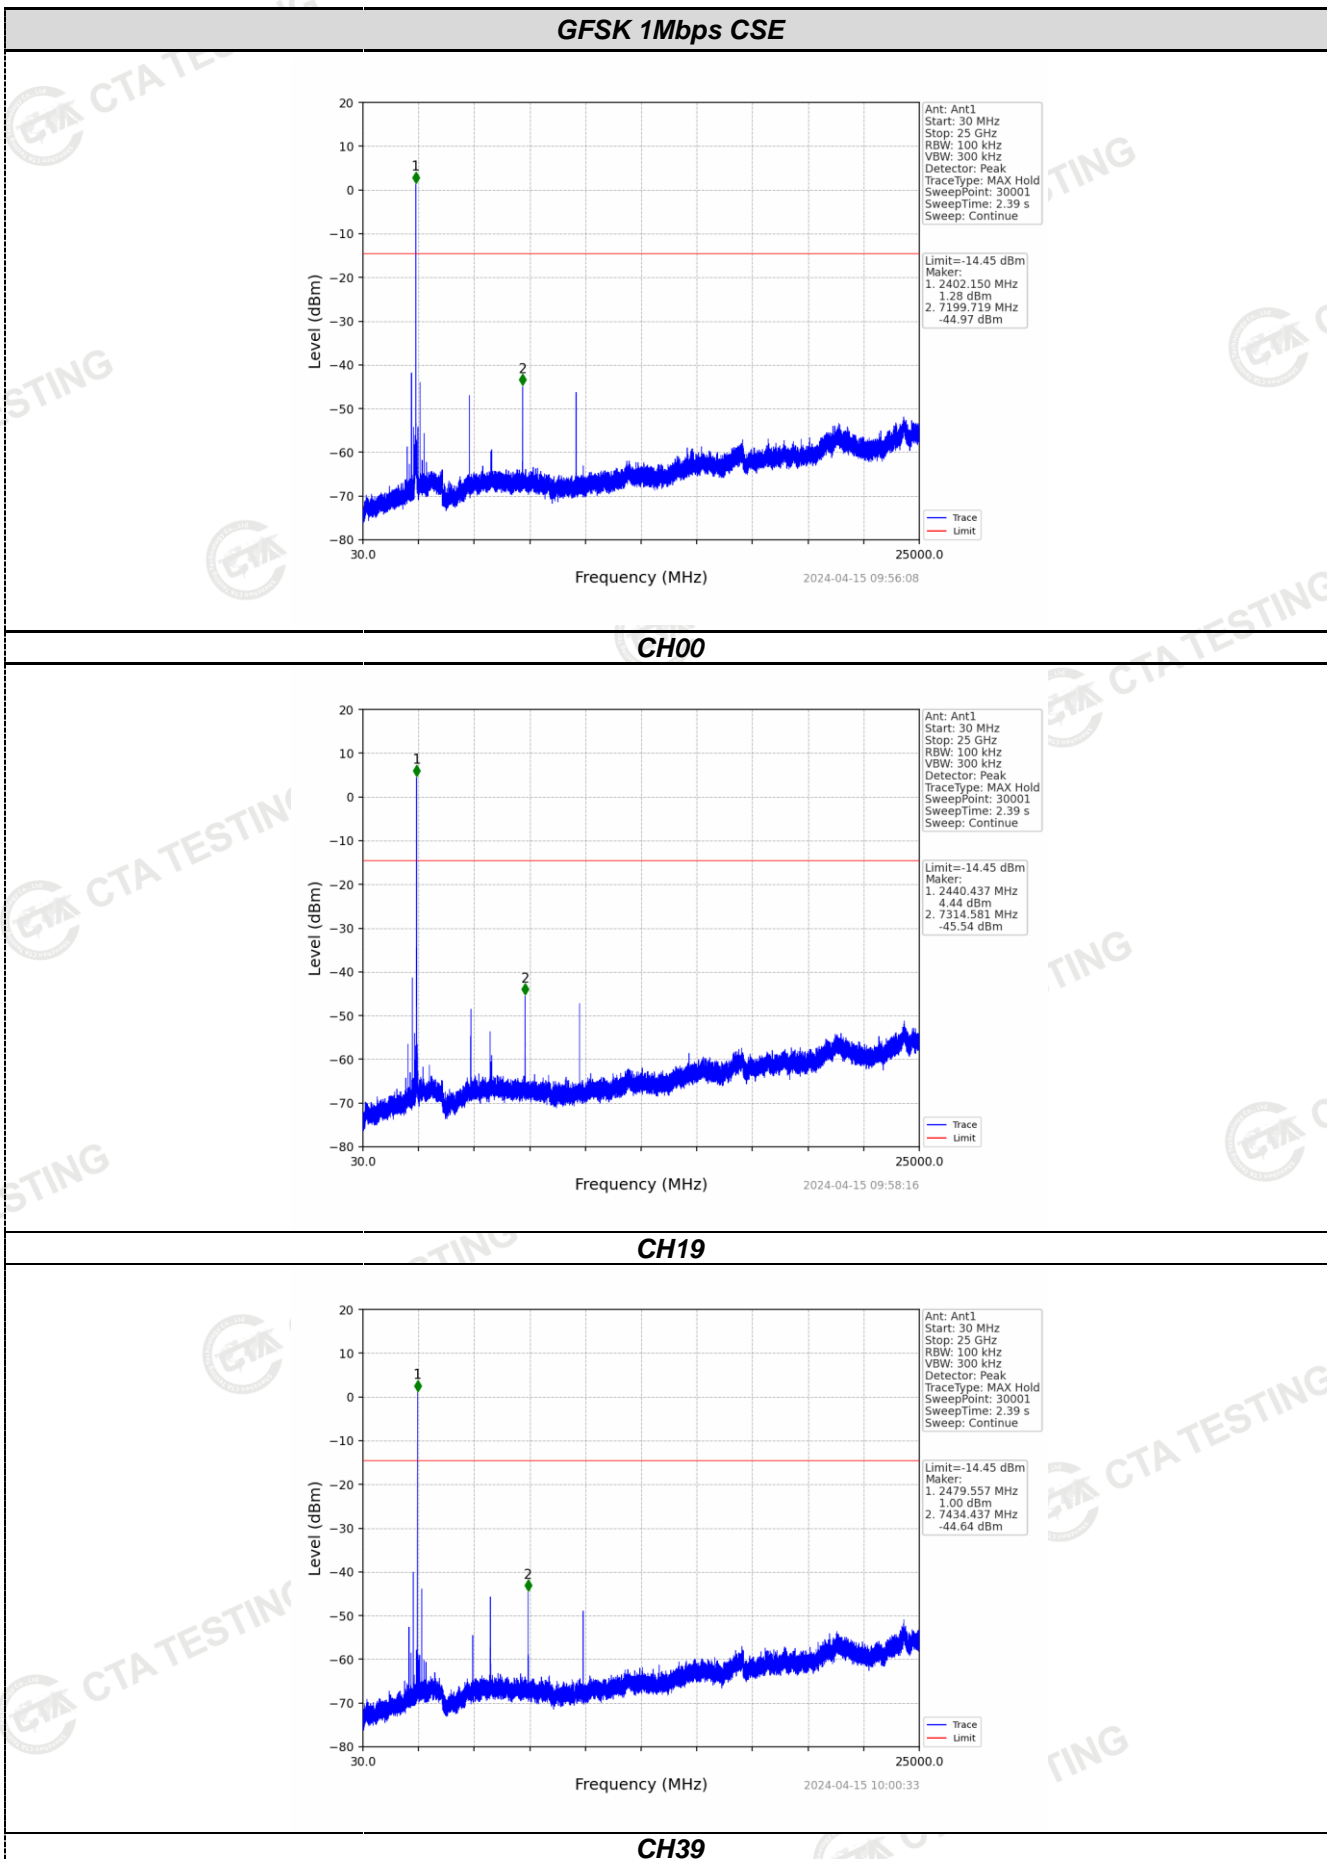 GFSK 1Mbps CSE
CTA TESTING
20
10
0
−10
−20
−30
−40
−50
−60
−70
−80
Level (dBm)
1
2
30.0
25000.0
Frequency (MHz)
2024-04-15 09:56:08
Ant: Ant1
Start: 30 MHz
Stop: 25 GHz
RBW: 100 kHz
VBW: 300 kHz
Detector: Peak
TraceType: MAX Hold
SweepPoint: 30001
SweepTime: 2.39 s
Sweep: Continue
Limit=-14.45 dBm
Maker:
1. 2402.150 MHz
1.28 dBm
2. 7199.719 MHz
-44.97 dBm
Trace
Limit
CH00
CTA TESTING
20
10
0
−10
−20
−30
−40
−50
−60
−70
−80
Level (dBm)
1
2
30.0
25000.0
Frequency (MHz)
2024-04-15 09:58:16
Ant: Ant1
Start: 30 MHz
Stop: 25 GHz
RBW: 100 kHz
VBW: 300 kHz
Detector: Peak
TraceType: MAX Hold
SweepPoint: 30001
SweepTime: 2.39 s
Sweep: Continue
Limit=-14.45 dBm
Maker:
1. 2440.437 MHz
4.44 dBm
2. 7314.581 MHz
-45.54 dBm
Trace
Limit
CH19
CTA TESTING
20
10
0
−10
−20
−30
−40
−50
−60
−70
−80
Level (dBm)
1
2
30.0
25000.0
Frequency (MHz)
2024-04-15 10:00:33
Ant: Ant1
Start: 30 MHz
Stop: 25 GHz
RBW: 100 kHz
VBW: 300 kHz
Detector: Peak
TraceType: MAX Hold
SweepPoint: 30001
SweepTime: 2.39 s
Sweep: Continue
Limit=-14.45 dBm
Maker:
1. 2479.557 MHz
1.00 dBm
2. 7434.437 MHz
-44.64 dBm
Trace
Limit
CH39